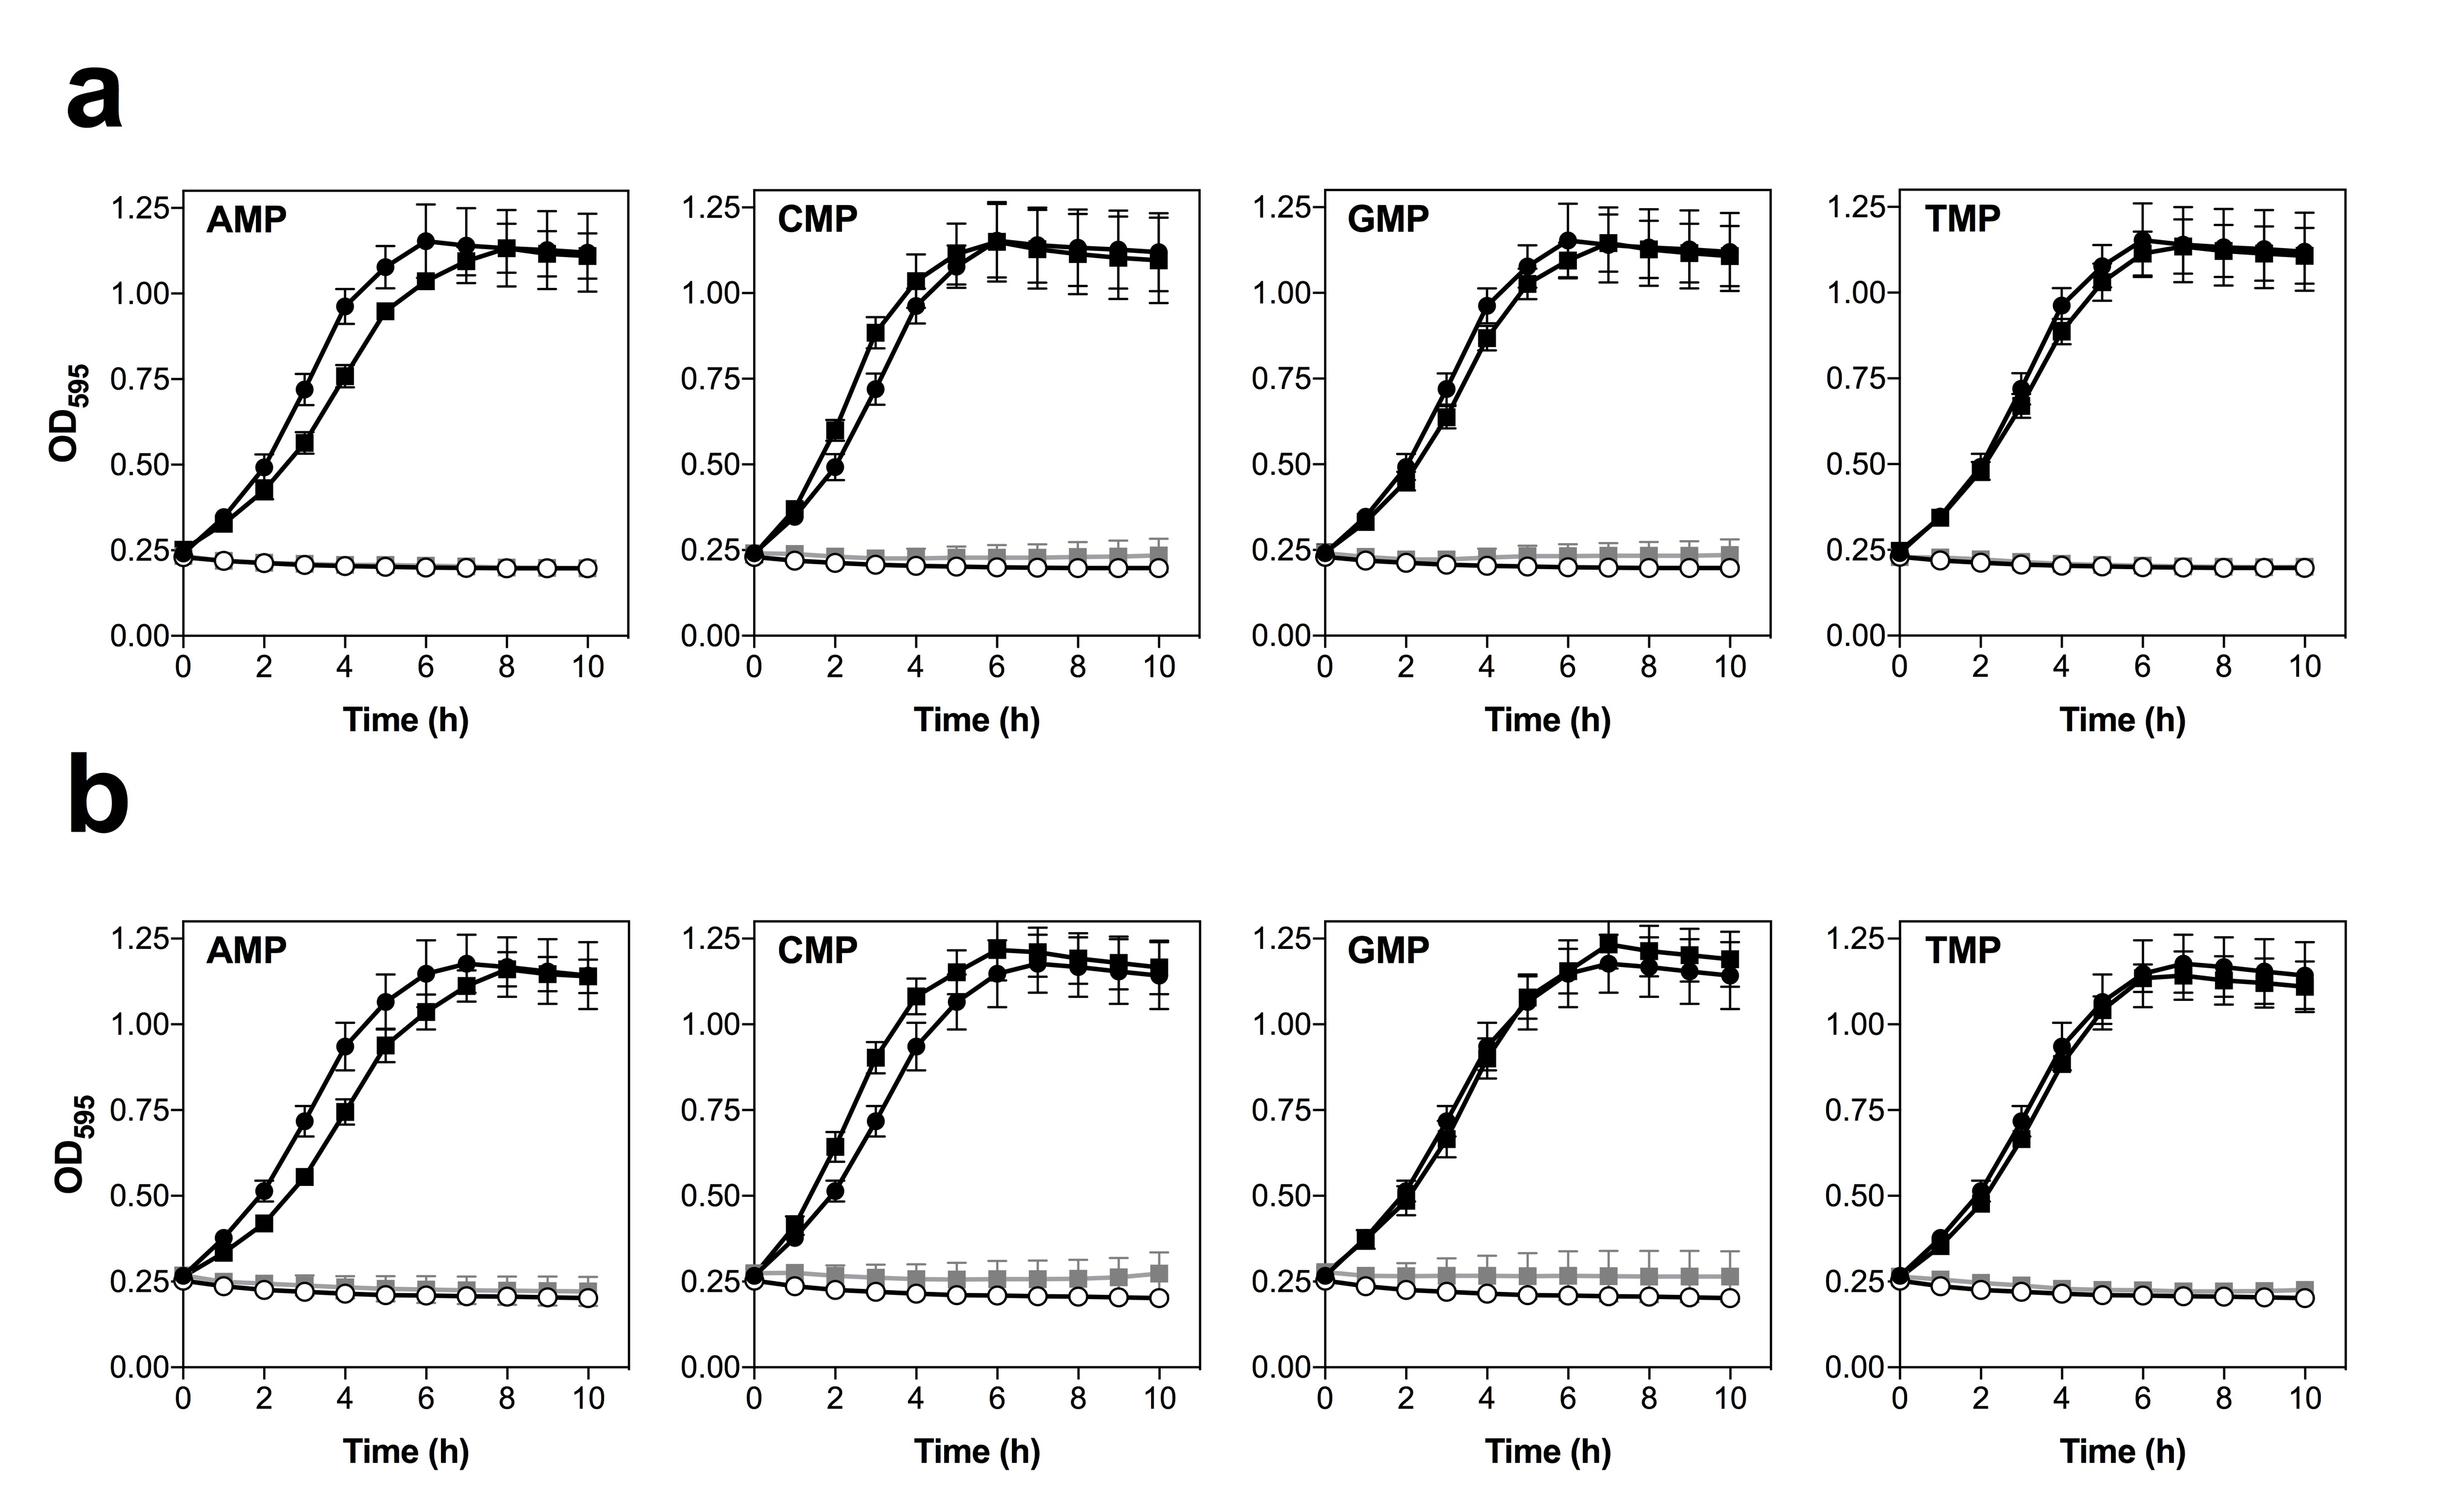 a
AMP CMP GMP TMP
1.25 1.25 1.25 1.25
1.00 1.00 1.00 1.00
0.75 0.75 0.75 0.75
OD595
0.50 0.50 0.50 0.50
0.25 0.25 0.25 0.25
0.00 0.00 0.00 0.00
0 2 4 6 8 10 0 2 4 6 8 10 0 2 4 6 8 10 0 2 4 6 8 10
Time (h) Time (h) Time (h) Time (h)
b
AMP CMP GMP TMP
1.25 1.25 1.25 1.25
1.00 1.00 1.00 1.00
0.75 0.75 0.75 0.75
OD595
0.50 0.50 0.50 0.50
0.25 0.25 0.25 0.25
0.00 0.00 0.00 0.00
0 2 4 6 8 10 0 2 4 6 8 10 0 2 4 6 8 10 0 2 4 6 8 10
Time (h) Time (h) Time (h) Time (h)